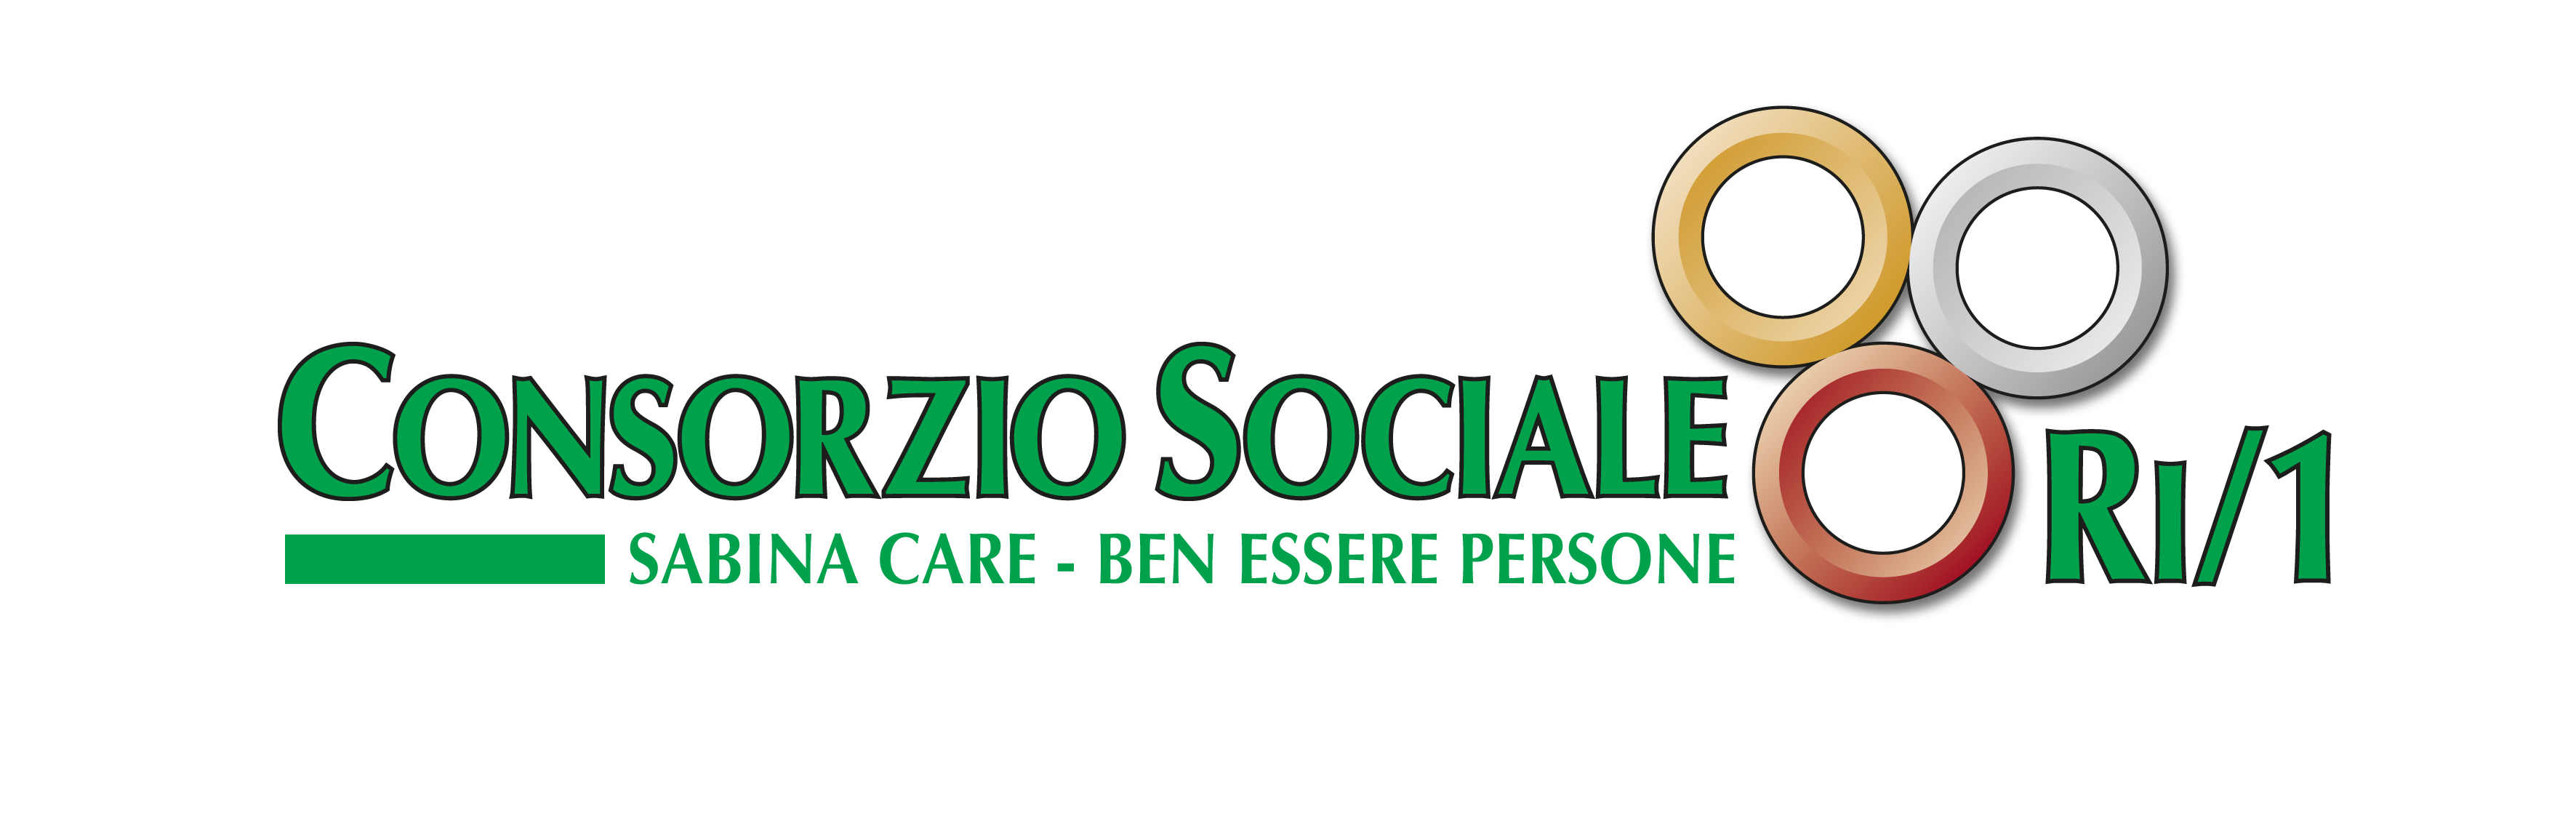 CONSORZIO SOCIALE RI/1
SABINA CARE - BEN ESSERE PERSONE